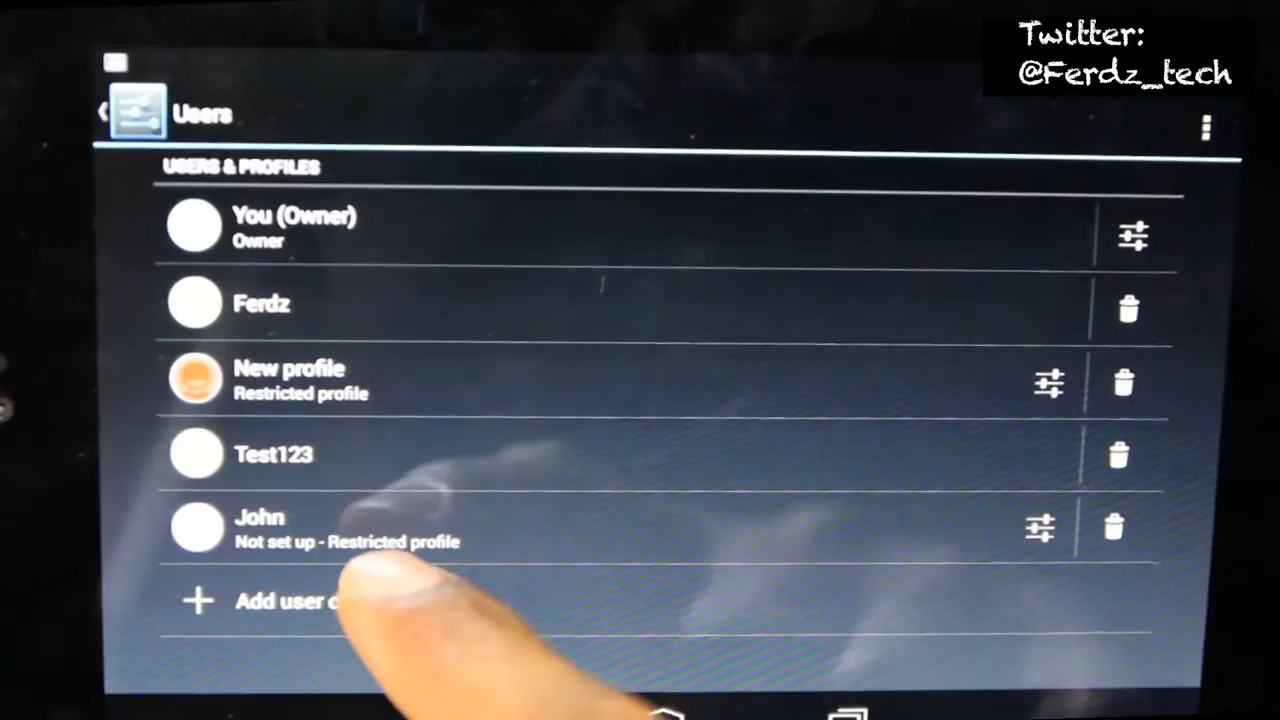 Twitter:
@Ferdz_tech
Users
USERS & PROFILES
You (Owner)
Owner
Ferdz
New profile
Restricted profile
Test123
John
Not set up - Restricted profile
Add user